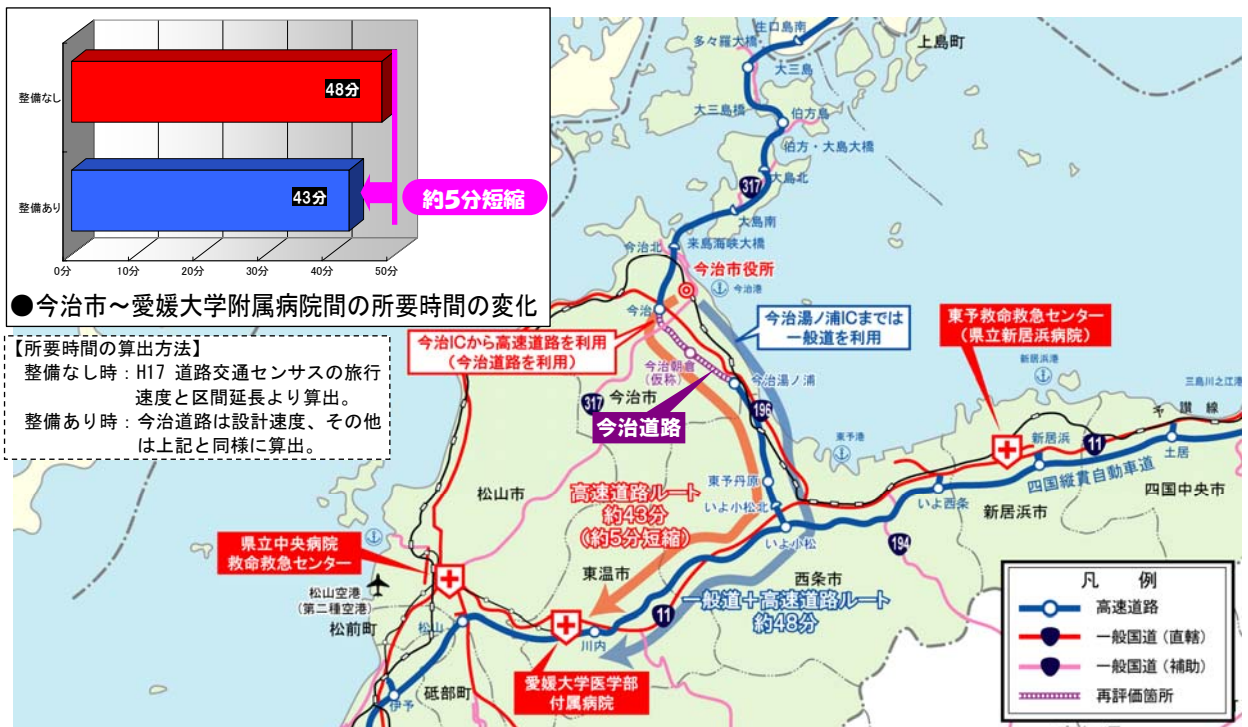 整備なし
48分
整備あり
43分
約5分短縮
0分
10分
20分
30分
40分
50分
●今治市～愛媛大学附属病院間の所要時間の変化
【所要時間の算出方法】
整備なし時：H17 道路交通センサスの旅行
速度と区間延長より算出。
整備あり時：今治道路は設計速度、その他
は上記と同様に算出。
生口島南
多々羅大橋
上島町
大三島
大三島橋
伯方島
伯方・大島大橋
317
大島北
大島南
今治北
来島海峡大橋
今治市役所
今治港
今治
今治ICから高速道路を利用
（今治道路を利用）
今治湯ノ浦ICまでは
一般道を利用
東予救命救急センター
（県立新居浜病院）
新居浜港
三島川之江港
今治朝倉
（仮称）
今治湯ノ浦
317
今治市
今治道路
196
東予港
予讃線
新居浜
11
土居
四国縦貫自動車道
四国中央市
いよ西条
新居浜市
東予丹原
いよ小松北
いよ小松
194
西条市
松山市
高速道路ルート
約43分
（約5分短縮）
県立中央病院
救命救急センター
東温市
一般道＋高速道路ルート
約48分
松山空港
（第二種空港）
松前町
松山
11
川内
愛媛大学医学部
付属病院
砥部町
伊予
凡 例
高速道路
一般国道（直轄）
一般国道（補助）
再評価箇所